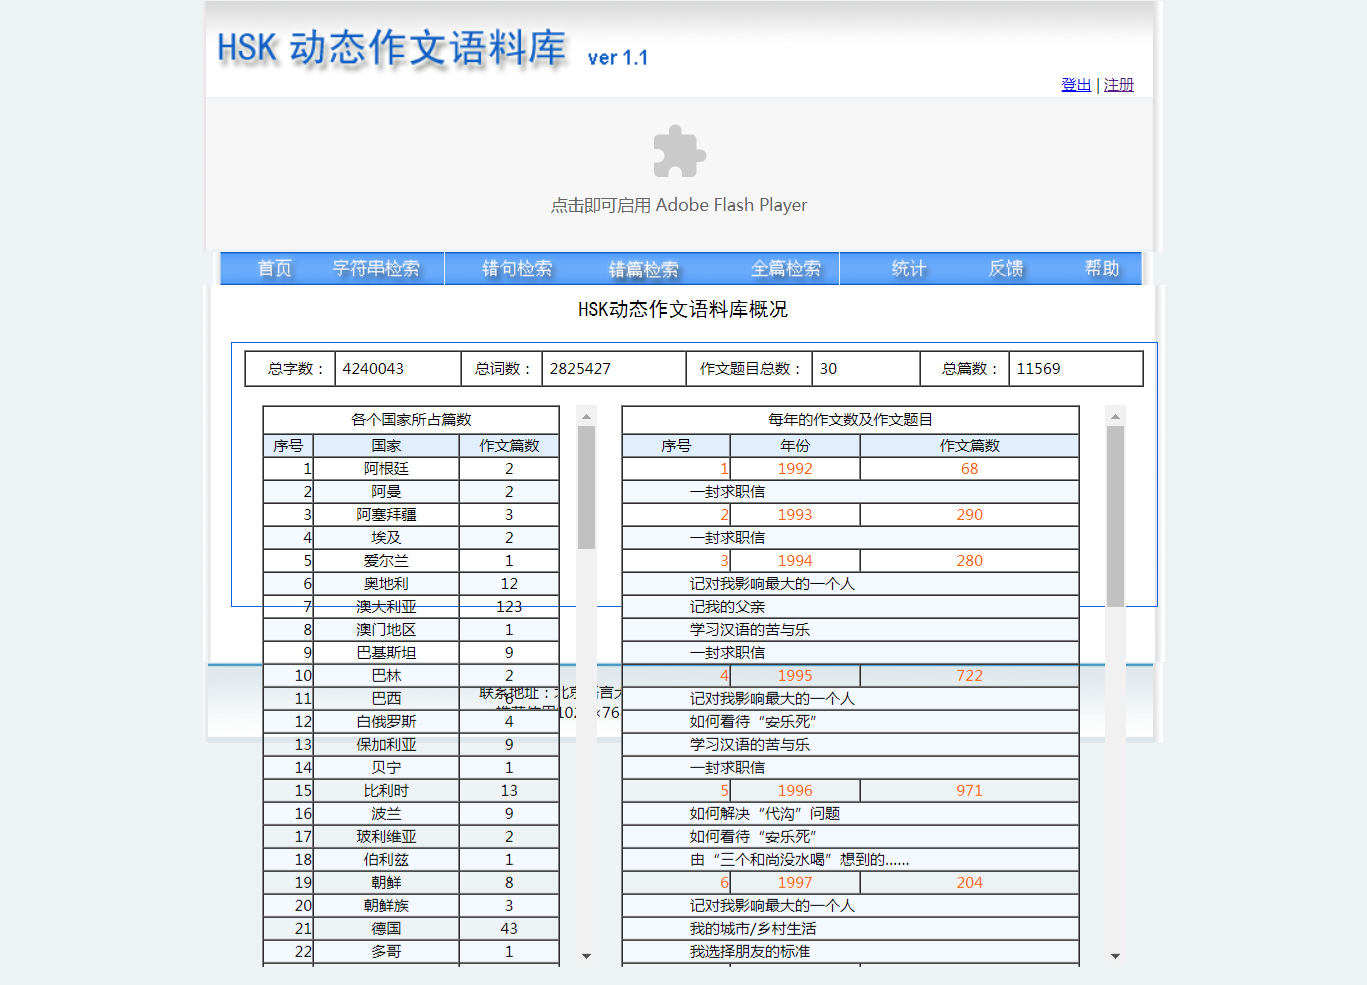 HSK 动态作文语料库 ver 1.1
登出 | 注册
点击即可启用 Adobe Flash Player
首页 字符串检索 错句检索 错篇检索 全篇检索 统计 反馈 帮助
HSK动态作文语料库概况
总字数： 4240043 总词数： 2825427 作文题目总数： 30 总篇数： 11569
各个国家所占篇数
序号 国家 作文篇数
1 阿根廷 2
2 阿曼 2
3 阿塞拜疆 3
4 埃及 2
5 爱尔兰 1
6 奥地利 12
7 澳大利亚 123
8 澳门地区 1
9 巴基斯坦 9
10 巴林 2
11 巴西 6
12 白俄罗斯 4
13 保加利亚 9
14 贝宁 1
15 比利时 13
16 波兰 9
17 玻利维亚 2
18 伯利兹 1
19 朝鲜 8
20 朝鲜族 3
21 德国 43
22 多哥 1
每年的作文数及作文题目
序号 年份 作文篇数
1 1992 68
一封求职信
2 1993 290
一封求职信
3 1994 280
记对我影响最大的一个人
记我的父亲
学习汉语的苦与乐
一封求职信
4 1995 722
记对我影响最大的一个人
如何看待“安乐死”
学习汉语的苦与乐
一封求职信
5 1996 971
如何解决“代沟”问题
如何看待“安乐死”
由“三个和尚没水喝”想到的......
6 1997 204
记对我影响最大的一个人
我的城市/乡村生活
我选择朋友的标准
联系地址：北京